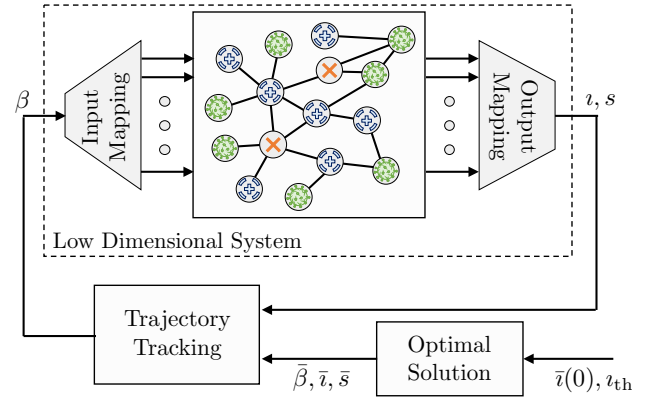 β
Input Mapping
Output Mapping
ı, s
Low Dimensional System
Trajectory
Tracking
Optimal
Solution
β̄, ı̄, s̄
ı̄(0), ıth